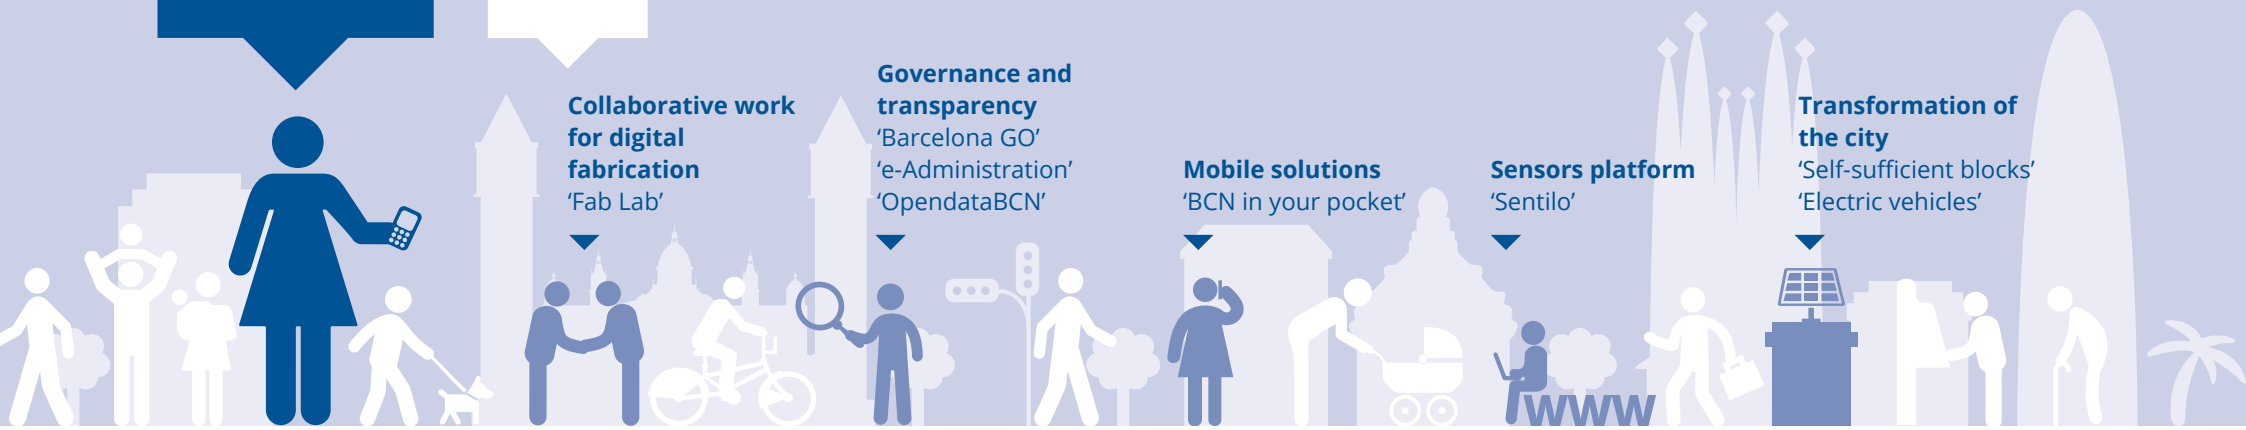 Collaborative work
for digital
fabrication
‘Fab Lab’
Governance and
transparency
‘Barcelona GO’
‘e-Administration’
‘OpendataBCN’
Mobile solutions
‘BCN in your pocket’
Sensors platform
‘Sentilo’
Transformation of
the city
‘Self-sufficient blocks’
‘Electric vehicles’
www